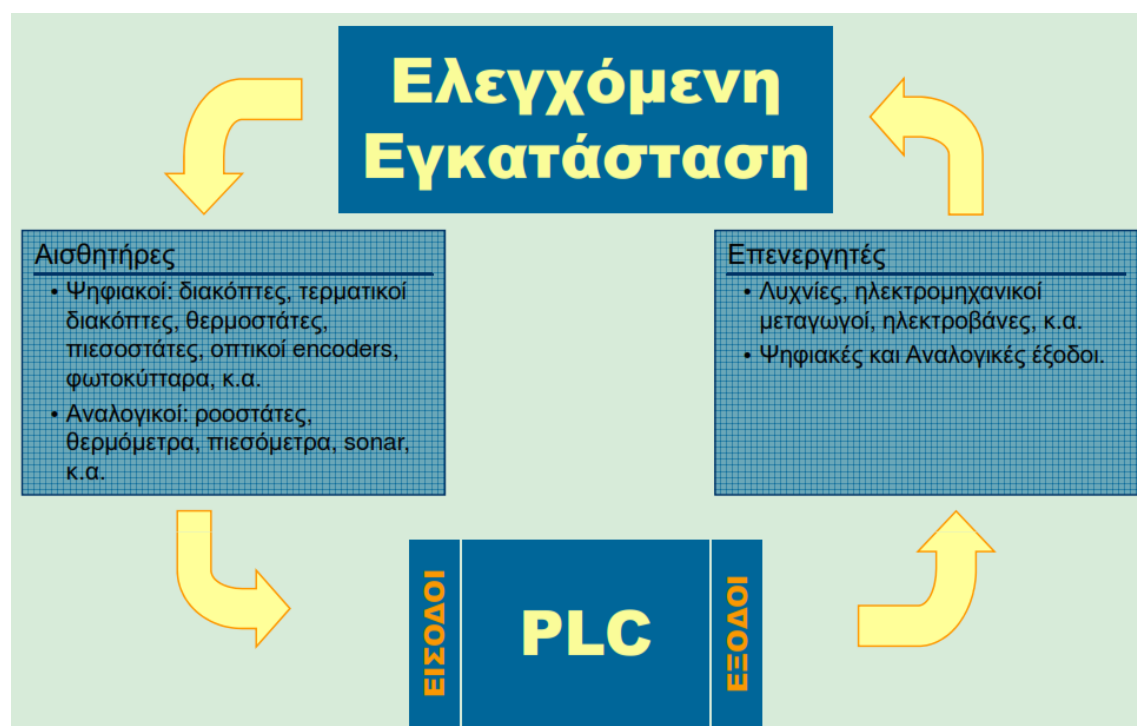 Ελεγχόμενη
Εγκατάσταση
Αισθητήρες
• Ψηφιακοί: διακόπτες, τερματικοί
διακόπτες, θερμοστάτες,
πιεσοστάτες, οπτικοί encoders,
φωτοκύτταρα, κ.α.
• Αναλογικοί: ροοστάτες,
θερμόμετρα, πιεσόμετρα, sonar,
κ.α.
Επενεργητές
• Λυχνίες, ηλεκτρομηχανικοί
μεταγωγοί, ηλεκτροβάνες, κ.α.
• Ψηφιακές και Αναλογικές έξοδοι.
ΕΙΣΟΔΟΙ
PLC
ΕΞΟΔΟΙ